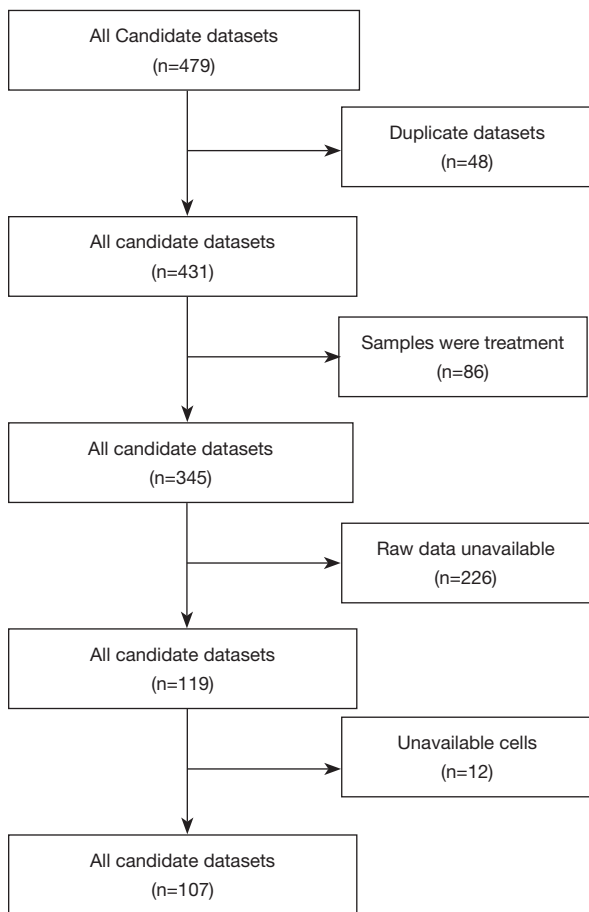 All Candidate datasets
(n=479)
Duplicate datasets
(n=48)
All candidate datasets
(n=431)
Samples were treatment
(n=86)
All candidate datasets
(n=345)
Raw data unavailable
(n=226)
All candidate datasets
(n=119)
Unavailable cells
(n=12)
All candidate datasets
(n=107)